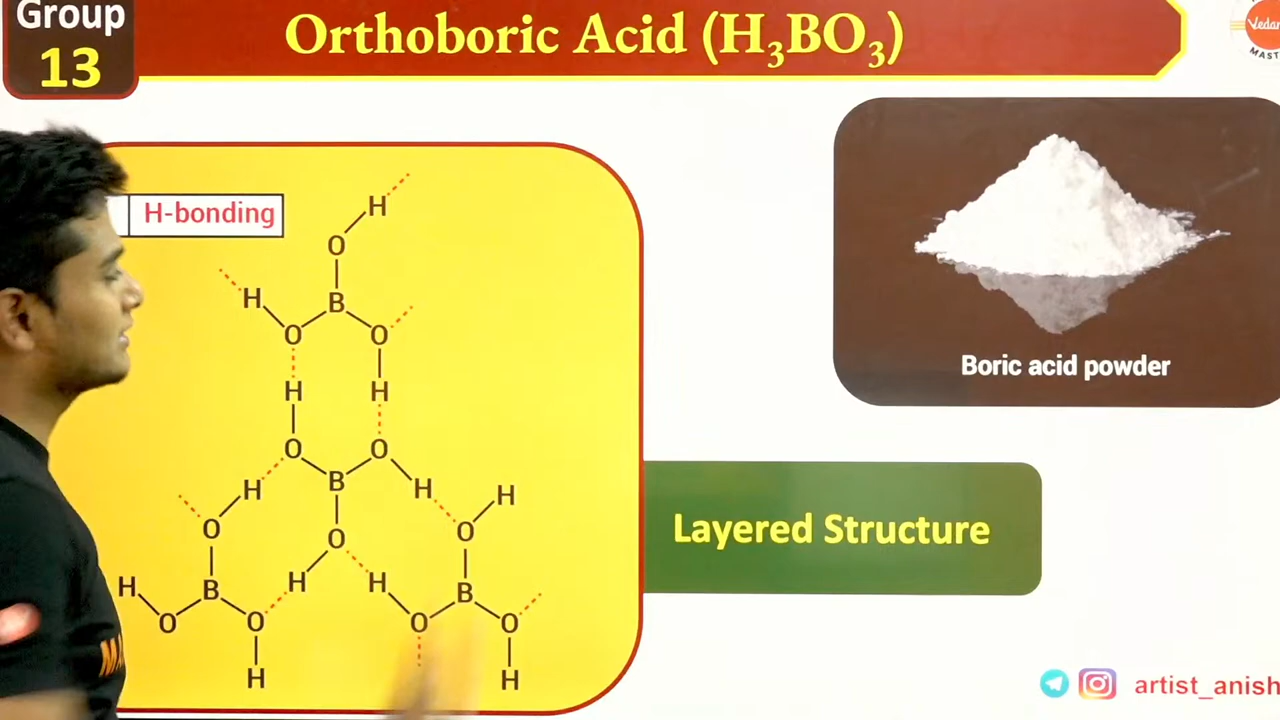 Group
13
Orthoboric Acid (H₃BO₃)
H-bonding
H
O
H
B
O
O
H
H
O
O
B
H
H
H
O
O
O
H
H
H
B
B
O
O
O
O
H
H
Boric acid powder
Layered Structure
artist_anish